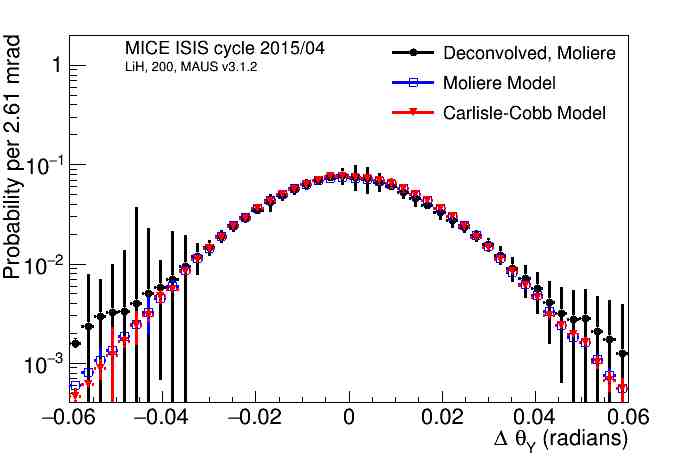 MICE ISIS cycle 2015/04
LiH, 200, MAUS v3.1.2
Deconvolved, Moliere
Moliere Model
Carlisle-Cobb Model
Probability per 2.61 mrad
1
10⁻¹
10⁻²
10⁻³
−0.06 −0.04 −0.02 0 0.02 0.04 0.06
Δ θ_Y (radians)